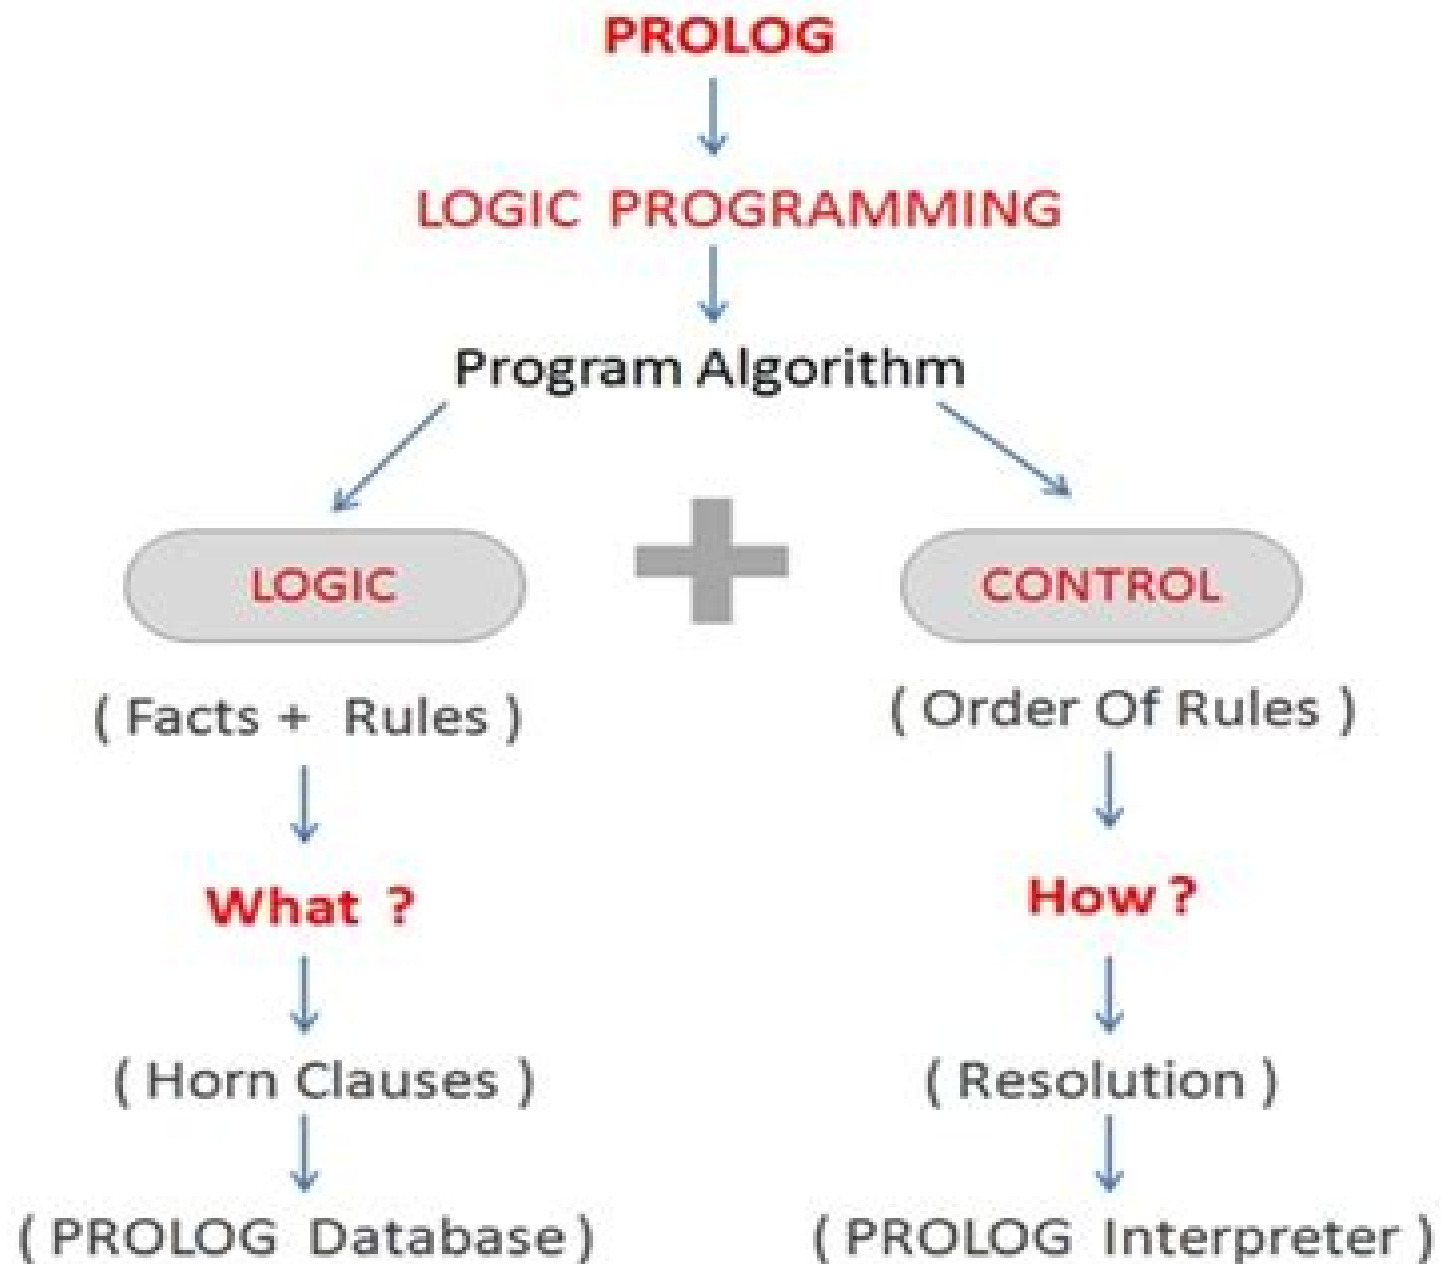 PROLOG
LOGIC PROGRAMMING
Program Algorithm
LOGIC
CONTROL
( Facts + Rules )
( Order Of Rules )
What ?
How ?
( Horn Clauses )
( Resolution )
( PROLOG Database )
( PROLOG Interpreter )